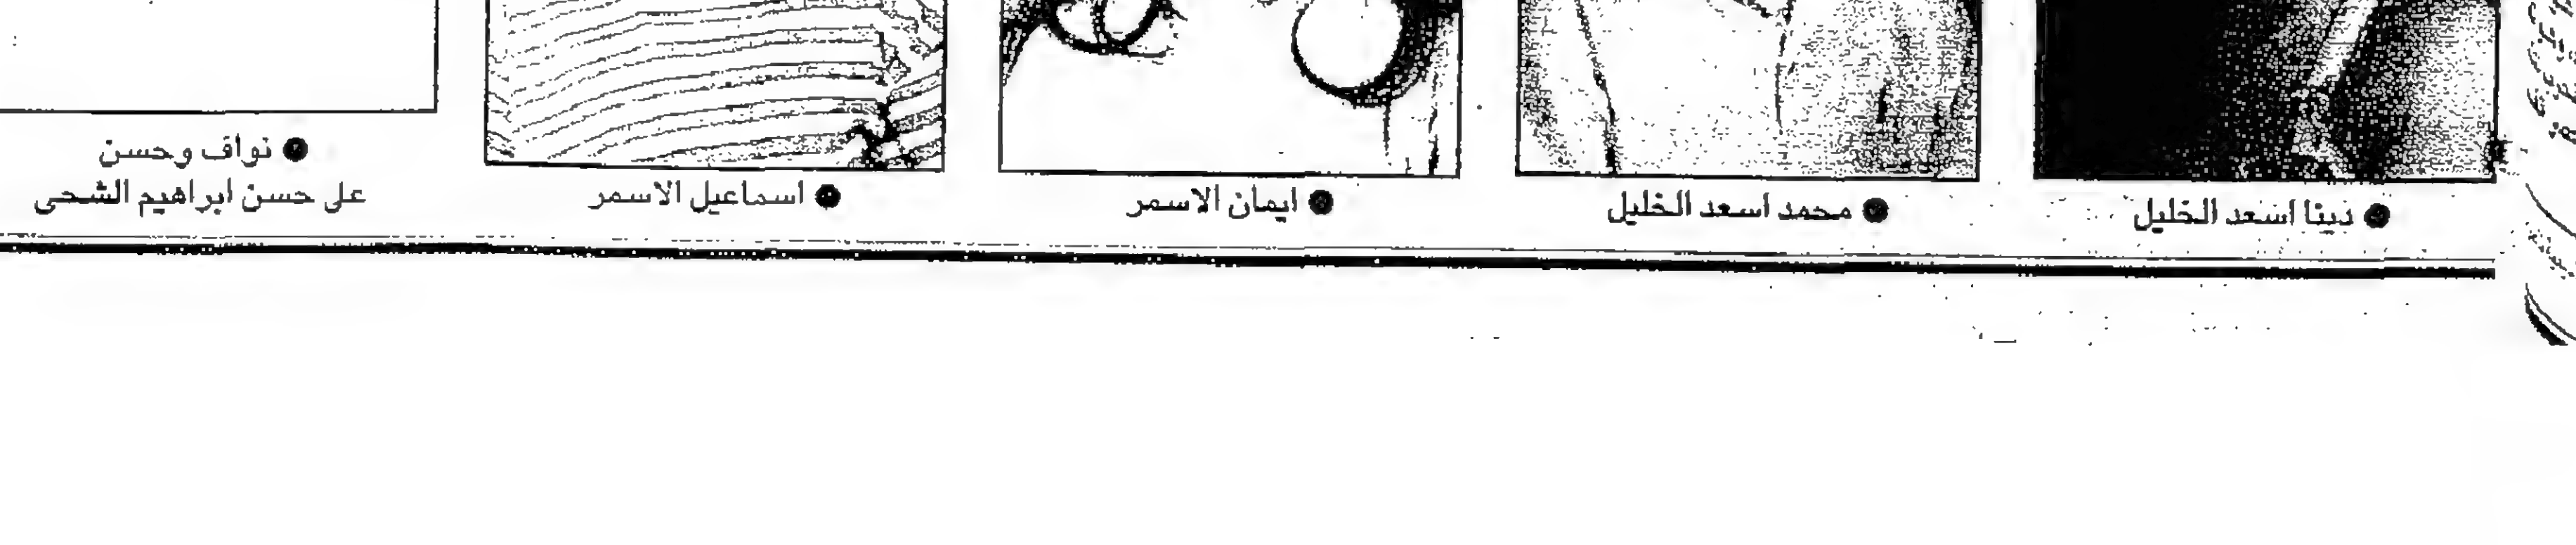 ● دينا اسعد الخليل
● محمد اسعد الخليل
● ايمان الاسمر
● اسماعيل الاسمر
● نواف وحسن
على حسن ابراهيم الشحى